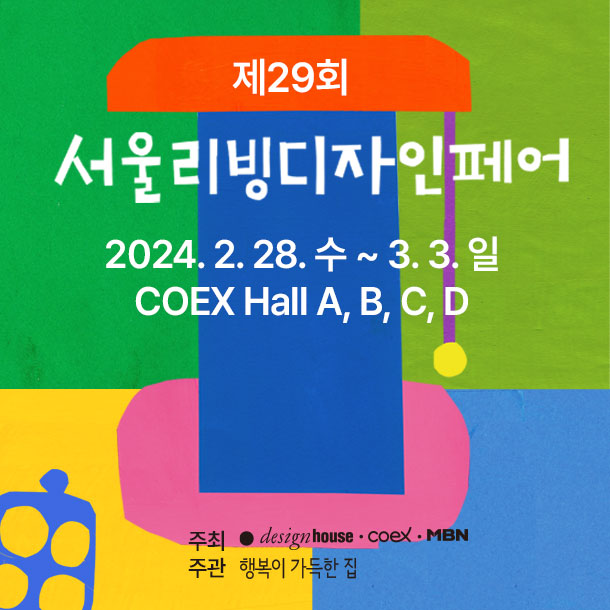 제29회
서울리빙디자인페어
2024. 2. 28. 수 ~ 3. 3. 일
COEX Hall A, B, C, D
주최 ● designhouse · coex · MBN
주관 행복이 가득한 집